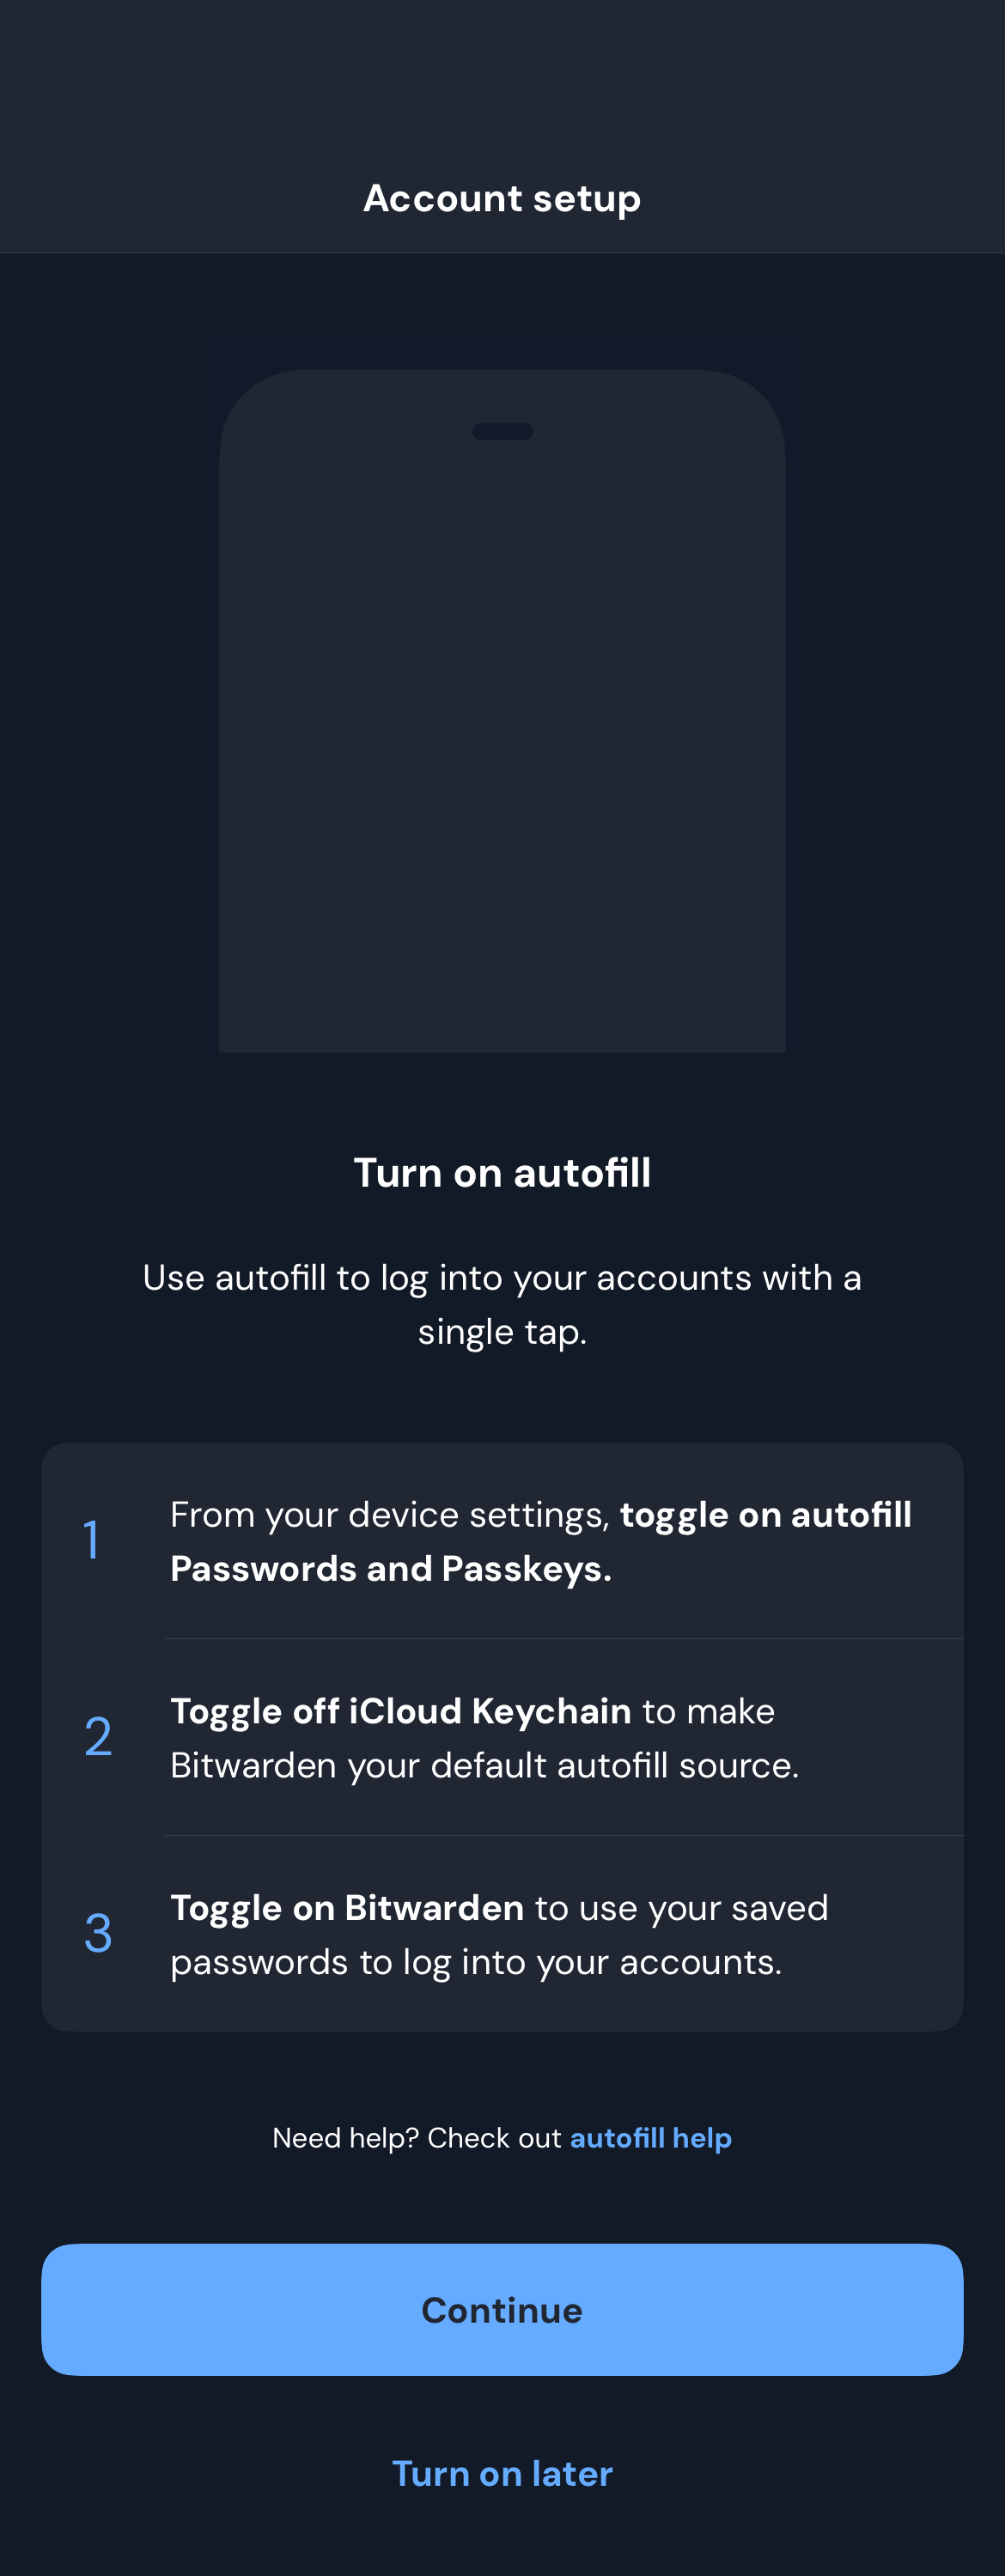 Account setup
Turn on autofill
Use autofill to log into your accounts with a
single tap.
1
From your device settings, toggle on autofill
Passwords and Passkeys.
2
Toggle off iCloud Keychain to make
Bitwarden your default autofill source.
3
Toggle on Bitwarden to use your saved
passwords to log into your accounts.
Need help? Check out autofill help
Continue
Turn on later